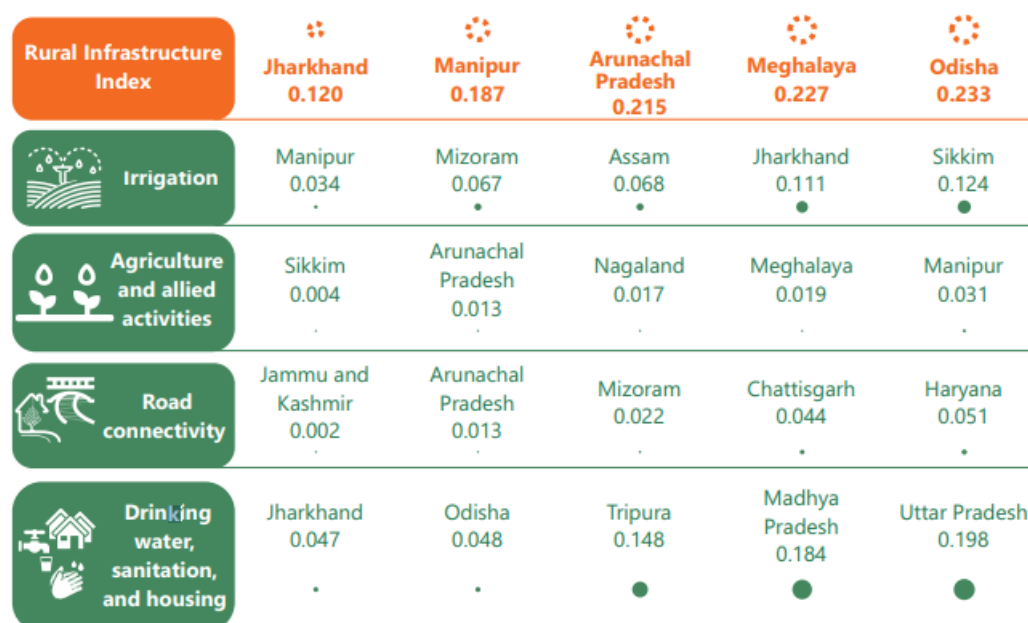 Rural Infrastructure
Index
Jharkhand
0.120
Manipur
0.187
Arunachal
Pradesh
0.215
Meghalaya
0.227
Odisha
0.233
Irrigation
Manipur
0.034
Mizoram
0.067
Assam
0.068
Jharkhand
0.111
Sikkim
0.124
Agriculture
and allied
activities
Sikkim
0.004
Arunachal
Pradesh
0.013
Nagaland
0.017
Meghalaya
0.019
Manipur
0.031
Road
connectivity
Jammu and
Kashmir
0.002
Arunachal
Pradesh
0.013
Mizoram
0.022
Chattisgarh
0.044
Haryana
0.051
Drinking
water,
sanitation,
and housing
Jharkhand
0.047
Odisha
0.048
Tripura
0.148
Madhya
Pradesh
0.184
Uttar Pradesh
0.198